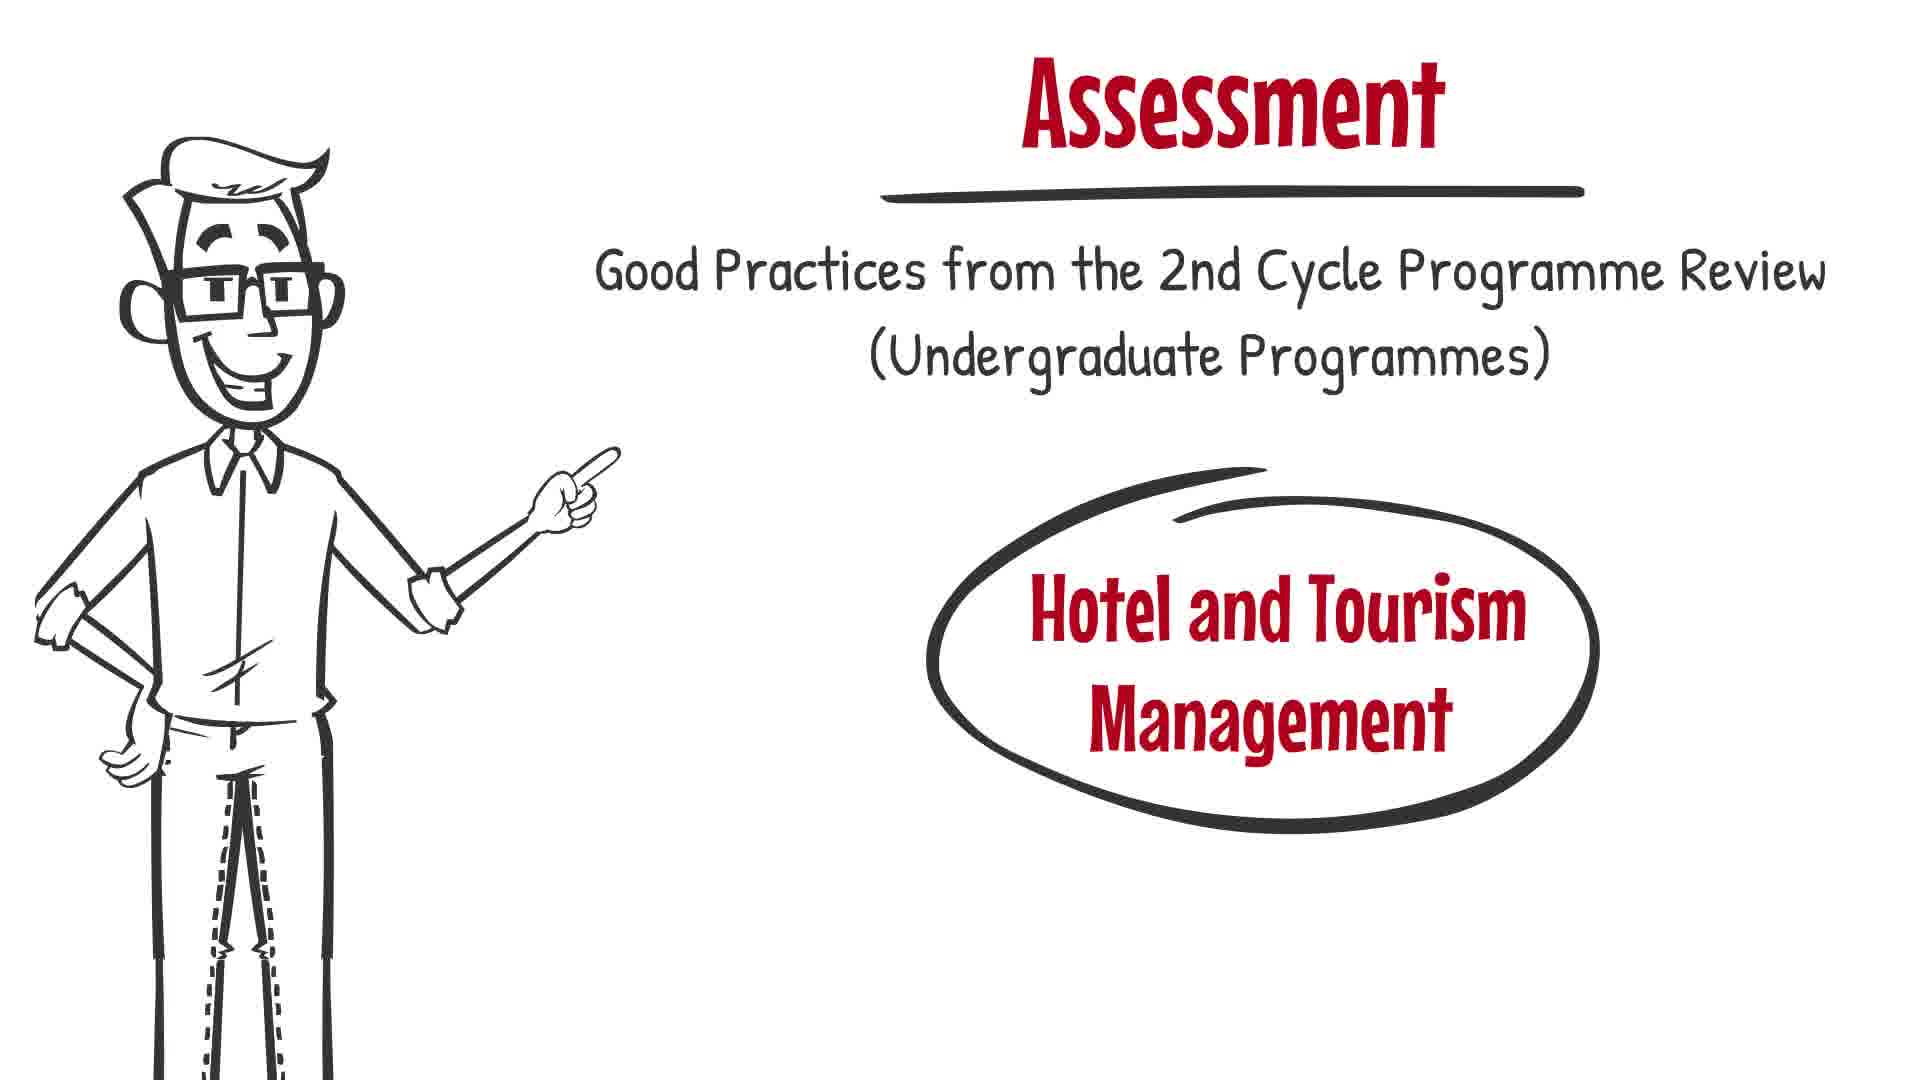 Assessment
Good Practices from the 2nd Cycle Programme Review
(Undergraduate Programmes)
Hotel and Tourism
Management